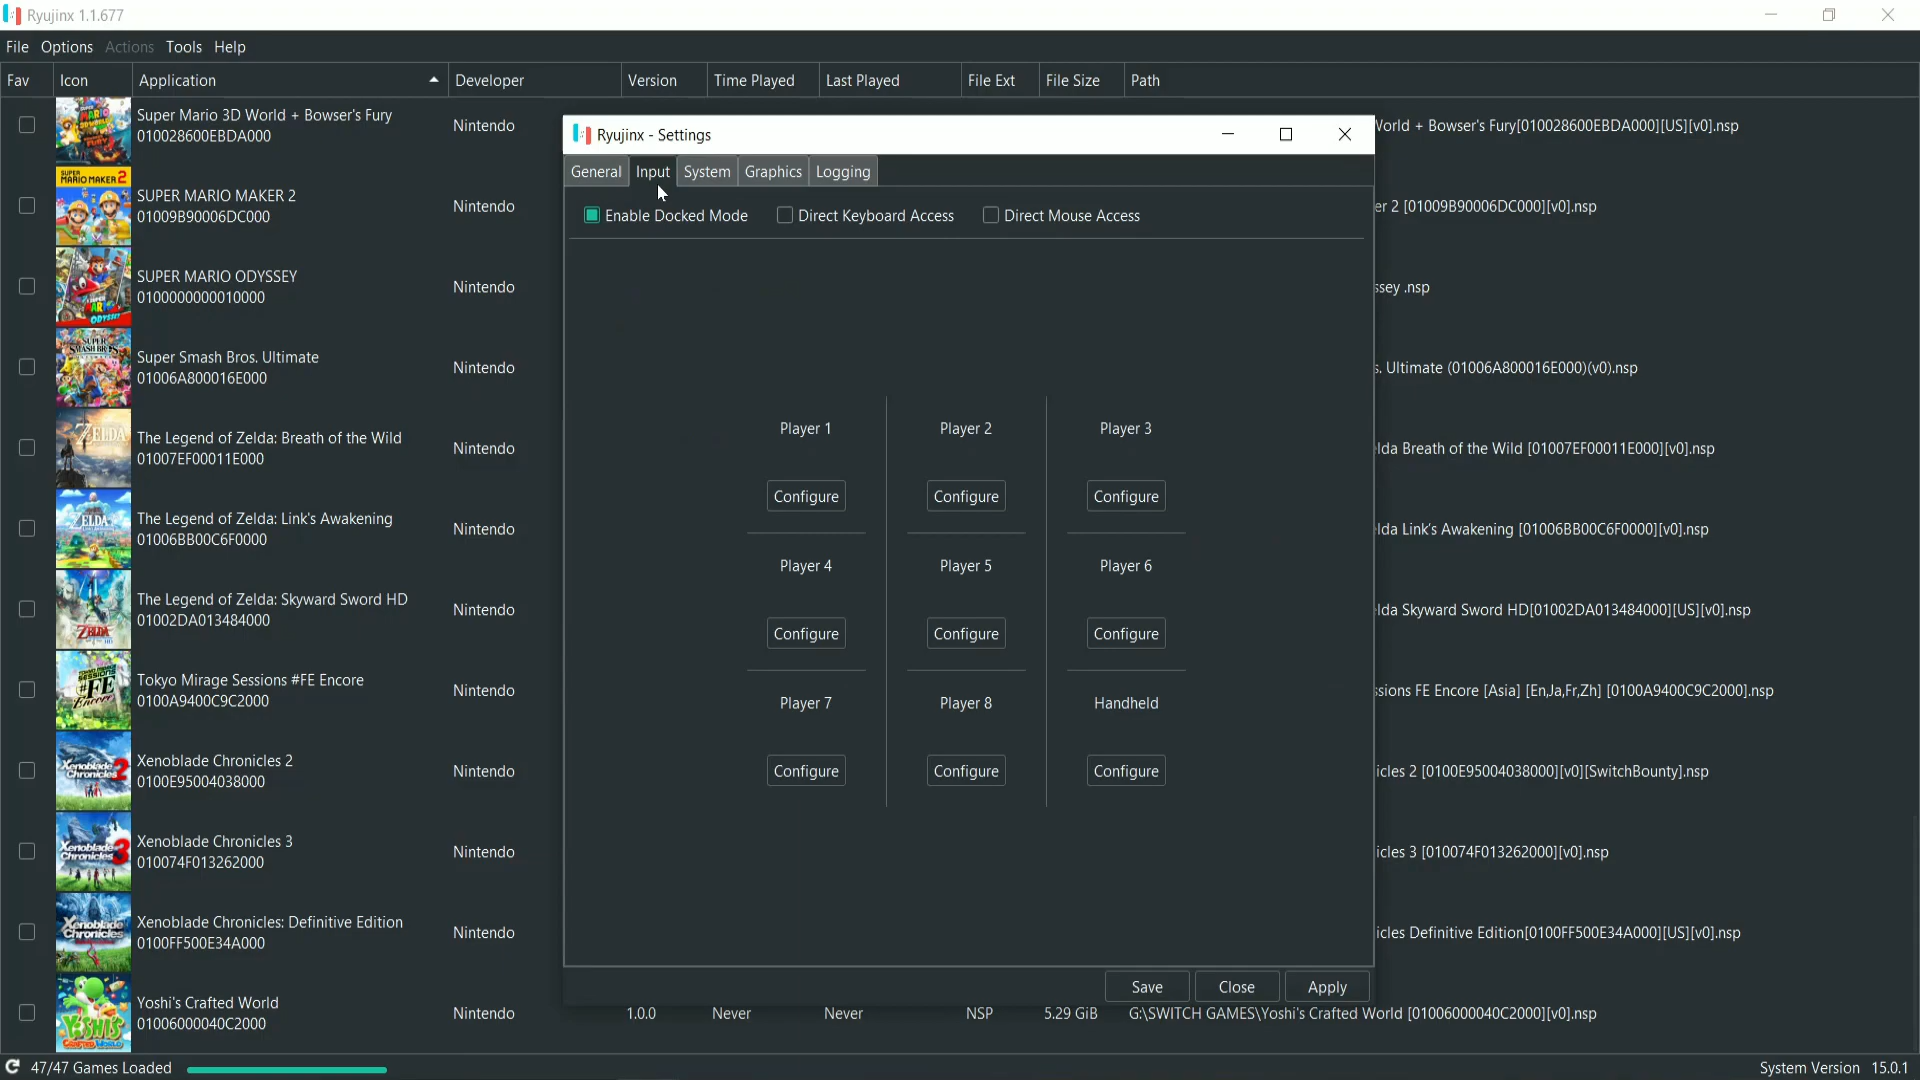 Ryujinx 1.1.677
File Options Actions Tools Help
Fav Icon Application Developer Version Time Played Last Played File Ext File Size Path
Super Mario 3D World + Bowser's Fury
010028600EBDA000
Nintendo
World + Bowser's Fury[010028600EBDA000][US][v0].nsp
SUPER MARIO MAKER 2
01009B90006DC000
Nintendo
er 2 [01009B90006DC000][v0].nsp
SUPER MARIO ODYSSEY
0100000000010000
Nintendo
ssey .nsp
Super Smash Bros. Ultimate
01006A800016E000
Nintendo
s. Ultimate (01006A800016E000)(v0).nsp
The Legend of Zelda: Breath of the Wild
01007EF00011E000
Nintendo
lda Breath of the Wild [01007EF00011E000][v0].nsp
The Legend of Zelda: Link's Awakening
01006BB00C6F0000
Nintendo
lda Link's Awakening [01006BB00C6F0000][v0].nsp
The Legend of Zelda: Skyward Sword HD
01002DA013484000
Nintendo
lda Skyward Sword HD[01002DA013484000][US][v0].nsp
Tokyo Mirage Sessions #FE Encore
0100A9400C9C2000
Nintendo
ssions FE Encore [Asia] [En,Ja,Fr,Zh] [0100A9400C9C2000].nsp
Xenoblade Chronicles 2
0100E95004038000
Nintendo
icles 2 [0100E95004038000][v0][SwitchBounty].nsp
Xenoblade Chronicles 3
010074F013262000
Nintendo
icles 3 [010074F013262000][v0].nsp
Xenoblade Chronicles: Definitive Edition
0100FF500E34A000
Nintendo
icles Definitive Edition[0100FF500E34A000][US][v0].nsp
Yoshi's Crafted World
01006000040C2000
Nintendo 1.0.0 Never Never NSP 5.29 GiB G:\SWITCH GAMES\Yoshi's Crafted World [01006000040C2000][v0].nsp
Ryujinx - Settings
General Input System Graphics Logging
Enable Docked Mode Direct Keyboard Access Direct Mouse Access
Player 1 Player 2 Player 3
Configure Configure Configure
Player 4 Player 5 Player 6
Configure Configure Configure
Player 7 Player 8 Handheld
Configure Configure Configure
Save Close Apply
47/47 Games Loaded
System Version 15.0.1